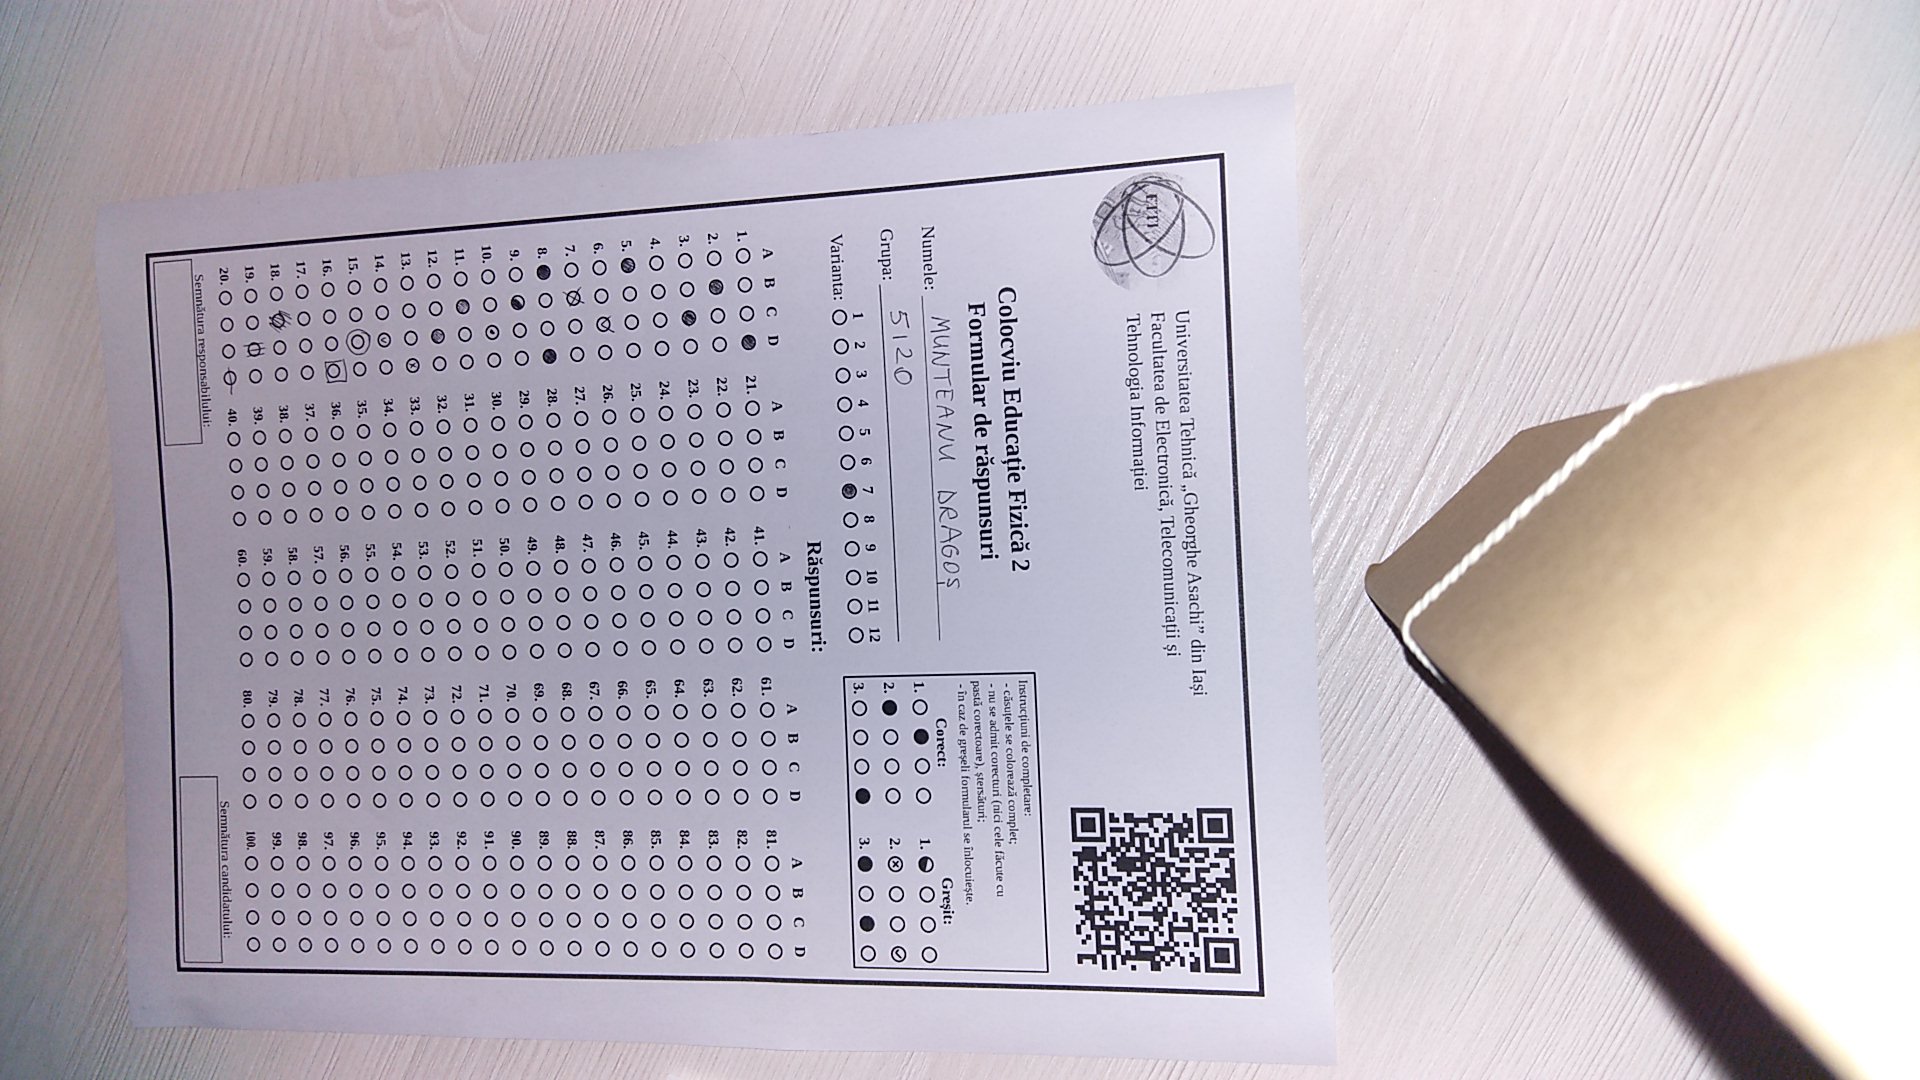 ETTI
Universitatea Tehnică „Gheorghe Asachi” din Iași
Facultatea de Electronică, Telecomunicații și
Tehnologia Informației
Colocviu Educație Fizică 2
Formular de răspunsuri
Numele: MUNTEANU DRAGOȘ
Grupa: 5120
Varianta: 1 2 3 4 5 6 7 8 9 10 11 12
Instrucțiuni de completare:
- căsuțele se colorează complet;
- nu se admit corecturi (nici cele făcute cu
pastă corectoare), ștersături;
- în caz de greșeli formularul se înlocuiește.
Corect: Greșit:
1. 1.
2. 2.
3. 3.
Răspunsuri:
A B C D A B C D A B C D A B C D A B C D
1. 21. 41. 61. 81.
2. 22. 42. 62. 82.
3. 23. 43. 63. 83.
4. 24. 44. 64. 84.
5. 25. 45. 65. 85.
6. 26. 46. 66. 86.
7. 27. 47. 67. 87.
8. 28. 48. 68. 88.
9. 29. 49. 69. 89.
10. 30. 50. 70. 90.
11. 31. 51. 71. 91.
12. 32. 52. 72. 92.
13. 33. 53. 73. 93.
14. 34. 54. 74. 94.
15. 35. 55. 75. 95.
16. 36. 56. 76. 96.
17. 37. 57. 77. 97.
18. 38. 58. 78. 98.
19. 39. 59. 79. 99.
20. 40. 60. 80. 100.
Semnătura responsabilului: Semnătura candidatului: